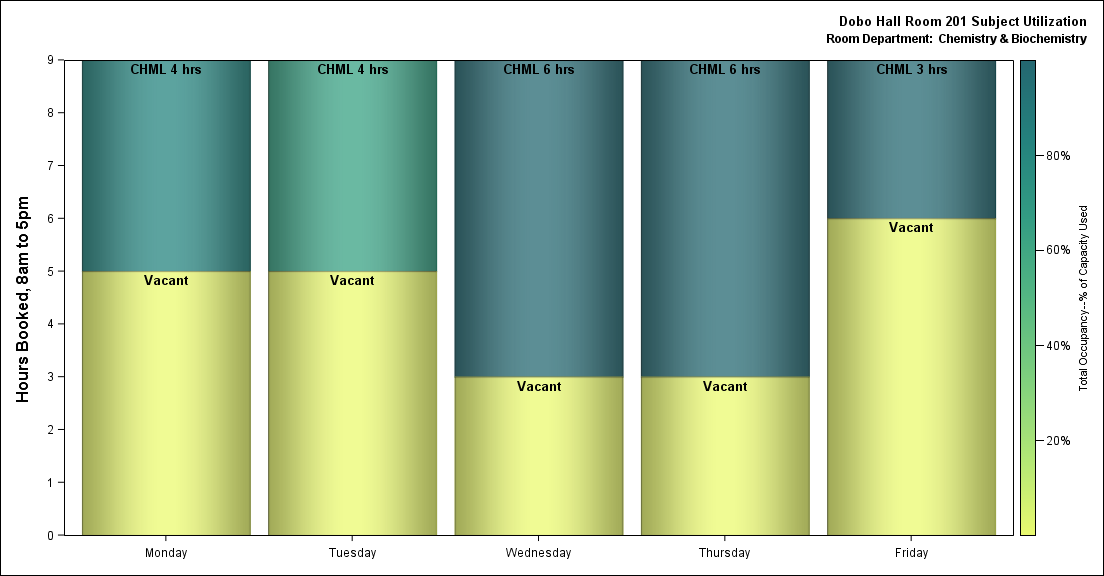 Dobo Hall Room 201 Subject Utilization
Room Department: Chemistry & Biochemistry
Hours Booked, 8am to 5pm
9
8
7
6
5
4
3
2
1
0
CHML 4 hrs
CHML 4 hrs
CHML 6 hrs
CHML 6 hrs
CHML 3 hrs
Vacant
Vacant
Vacant
Vacant
Vacant
Monday
Tuesday
Wednesday
Thursday
Friday
80%
60%
40%
20%
Total Occupancy--% of Capacity Used